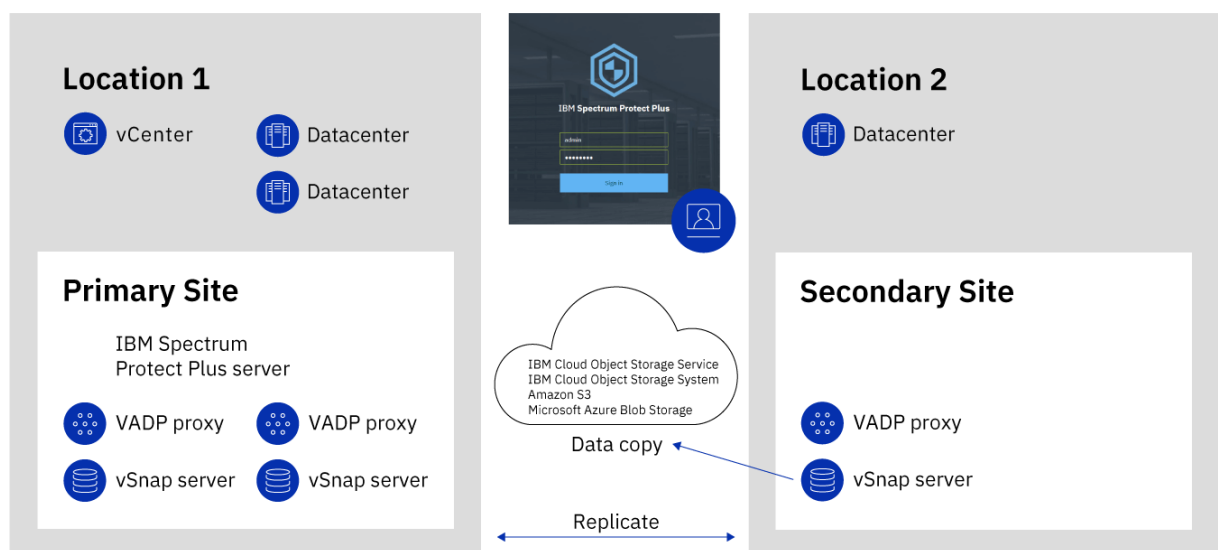 Location 1
vCenter
Datacenter
Datacenter
Primary Site
IBM Spectrum
Protect Plus server
VADP proxy
VADP proxy
vSnap server
vSnap server
IBM Spectrum Protect Plus
admin
••••••••
Sign in
IBM Cloud Object Storage Service
IBM Cloud Object Storage System
Amazon S3
Microsoft Azure Blob Storage
Data copy
Replicate
Location 2
Datacenter
Secondary Site
VADP proxy
vSnap server